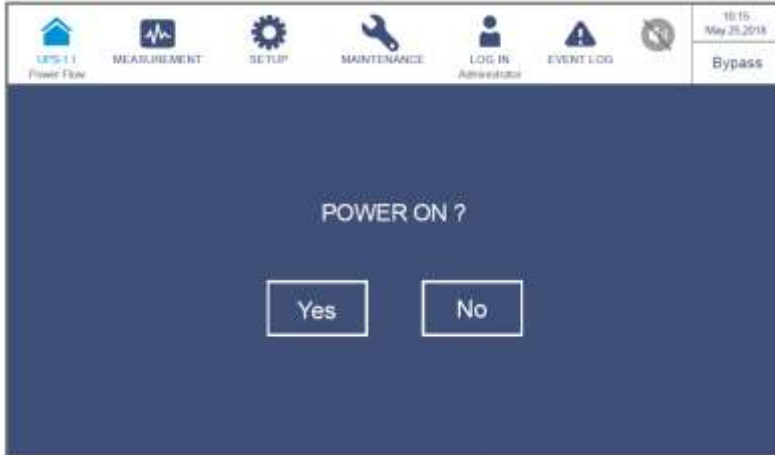 UPS-1.1
Power Flow
MEASUREMENT
SETUP
MAINTENANCE
LOG IN
Administrator
EVENT LOG
16:15
May 25,2018
Bypass
POWER ON ?
Yes
No